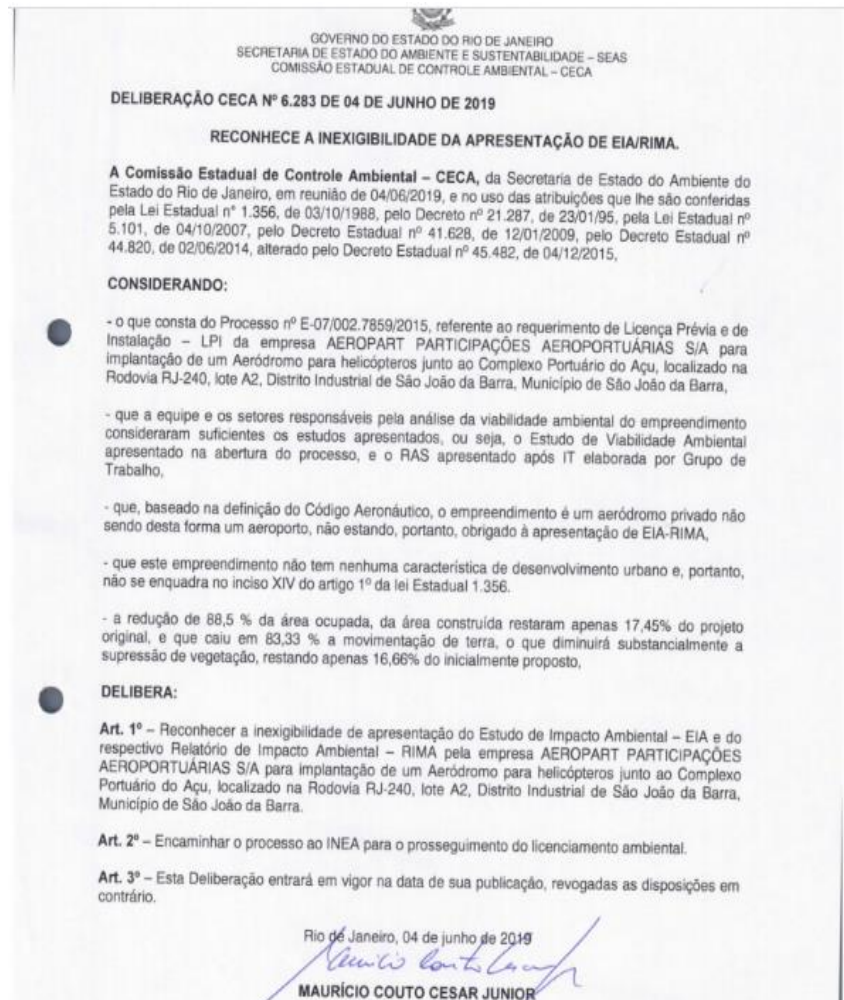 GOVERNO DO ESTADO DO RIO DE JANEIRO
SECRETARIA DE ESTADO DO AMBIENTE E SUSTENTABILIDADE – SEAS
COMISSÃO ESTADUAL DE CONTROLE AMBIENTAL – CECA
DELIBERAÇÃO CECA Nº 6.283 DE 04 DE JUNHO DE 2019
RECONHECE A INEXIGIBILIDADE DA APRESENTAÇÃO DE EIA/RIMA.
A Comissão Estadual de Controle Ambiental – CECA, da Secretaria de Estado do Ambiente do
Estado do Rio de Janeiro, em reunião de 04/06/2019, e no uso das atribuições que lhe são conferidas
pela Lei Estadual n° 1.356, de 03/10/1988, pelo Decreto nº 21.287, de 23/01/95, pela Lei Estadual nº
5.101, de 04/10/2007, pelo Decreto Estadual nº 41.628, de 12/01/2009, pelo Decreto Estadual nº
44.820, de 02/06/2014, alterado pelo Decreto Estadual nº 45.482, de 04/12/2015,
CONSIDERANDO:
- o que consta do Processo nº E-07/002.7859/2015, referente ao requerimento de Licença Prévia e de
Instalação – LPI da empresa AEROPART PARTICIPAÇÕES AEROPORTUÁRIAS S/A para
implantação de um Aeródromo para helicópteros junto ao Complexo Portuário do Açu, localizado na
Rodovia RJ-240, lote A2, Distrito Industrial de São João da Barra, Município de São João da Barra,
- que a equipe e os setores responsáveis pela análise da viabilidade ambiental do empreendimento
consideraram suficientes os estudos apresentados, ou seja, o Estudo de Viabilidade Ambiental
apresentado na abertura do processo, e o RAS apresentado após IT elaborada por Grupo de
Trabalho,
- que, baseado na definição do Código Aeronáutico, o empreendimento é um aeródromo privado não
sendo desta forma um aeroporto, não estando, portanto, obrigado à apresentação de EIA-RIMA,
- que este empreendimento não tem nenhuma característica de desenvolvimento urbano e, portanto,
não se enquadra no inciso XIV do artigo 1º da lei Estadual 1.356.
- a redução de 88,5 % da área ocupada, da área construída restaram apenas 17,45% do projeto
original, e que caiu em 83,33 % a movimentação de terra, o que diminuirá substancialmente a
supressão de vegetação, restando apenas 16,66% do inicialmente proposto,
DELIBERA:
Art. 1º – Reconhecer a inexigibilidade de apresentação do Estudo de Impacto Ambiental – EIA e do
respectivo Relatório de Impacto Ambiental – RIMA pela empresa AEROPART PARTICIPAÇÕES
AEROPORTUÁRIAS S/A para implantação de um Aeródromo para helicópteros junto ao Complexo
Portuário do Açu, localizado na Rodovia RJ-240, lote A2, Distrito Industrial de São João da Barra,
Município de São João da Barra.
Art. 2º – Encaminhar o processo ao INEA para o prosseguimento do licenciamento ambiental.
Art. 3º – Esta Deliberação entrará em vigor na data de sua publicação, revogadas as disposições em
contrário.
Rio de Janeiro, 04 de junho de 2019
MAURÍCIO COUTO CESAR JUNIOR